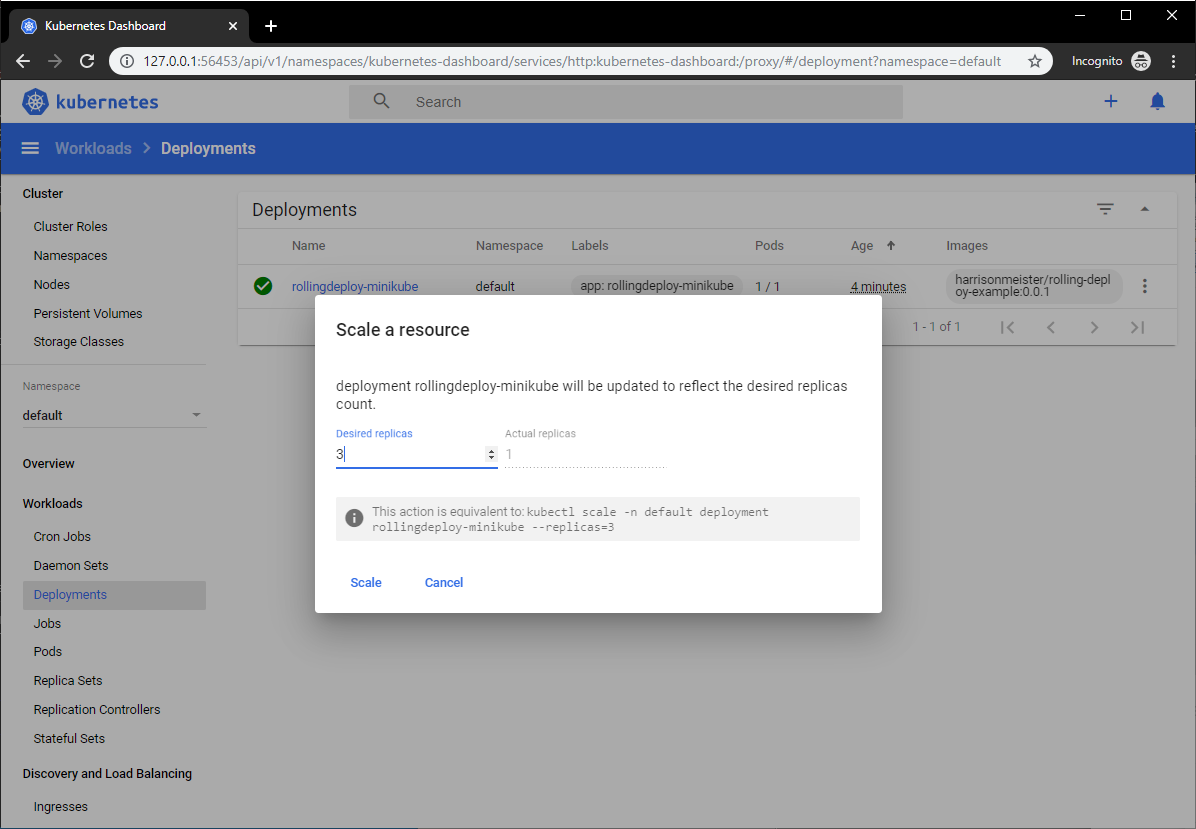 Kubernetes Dashboard
127.0.0.1:56453/api/v1/namespaces/kubernetes-dashboard/services/http:kubernetes-dashboard:/proxy/#/deployment?namespace=default
Incognito
kubernetes
Search
Workloads
Deployments
Cluster
Cluster Roles
Namespaces
Nodes
Persistent Volumes
Storage Classes
Namespace
default
Overview
Workloads
Cron Jobs
Daemon Sets
Deployments
Jobs
Pods
Replica Sets
Replication Controllers
Stateful Sets
Discovery and Load Balancing
Ingresses
Deployments
Name Namespace Labels Pods Age Images
rollingdeploy-minikube default app: rollingdeploy-minikube 1 / 1 4 minutes harrisonmeister/rolling-depl
oy-example:0.0.1
1 - 1 of 1
Scale a resource
deployment rollingdeploy-minikube will be updated to reflect the desired replicas
count.
Desired replicas Actual replicas
3 1
This action is equivalent to: kubectl scale -n default deployment
rollingdeploy-minikube --replicas=3
Scale Cancel